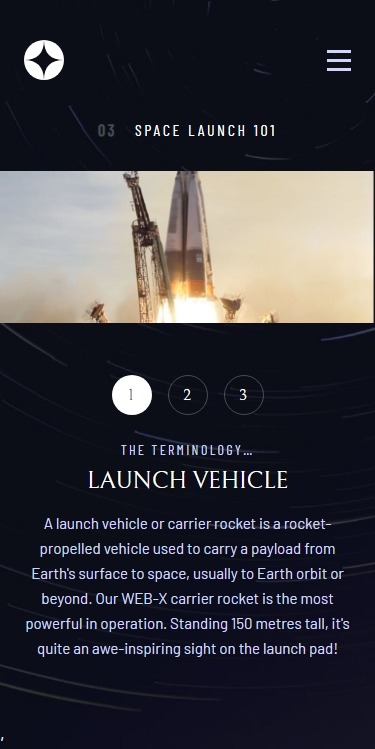 03 SPACE LAUNCH 101
1 2 3
THE TERMINOLOGY…
LAUNCH VEHICLE
A launch vehicle or carrier rocket is a rocket-
propelled vehicle used to carry a payload from
Earth's surface to space, usually to Earth orbit or
beyond. Our WEB-X carrier rocket is the most
powerful in operation. Standing 150 metres tall, it's
quite an awe-inspiring sight on the launch pad!
,